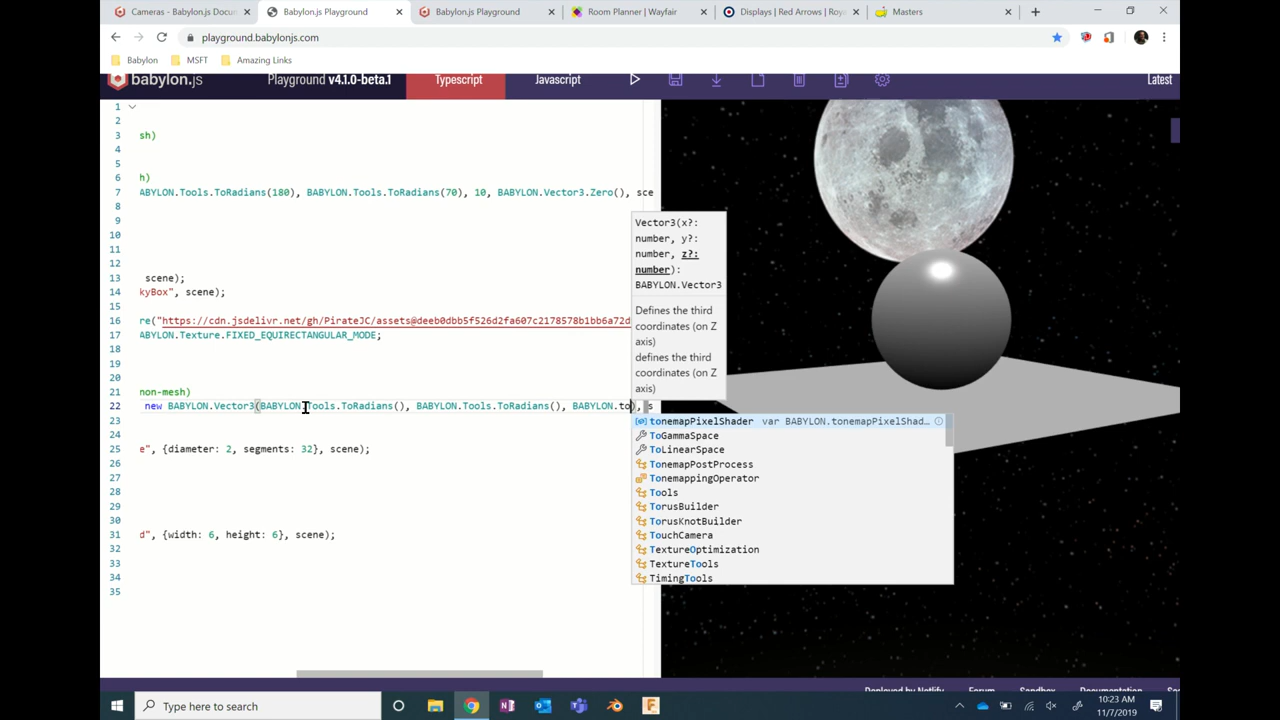 Cameras - Babylon.js Docum
Babylon.js Playground
Babylon.js Playground
Room Planner | Wayfair
Displays | Red Arrows | Roya
Masters
playground.babylonjs.com
Babylon
MSFT
Amazing Links
babylon.js
Playground v4.1.0-beta.1
Typescript
Javascript
Latest
1
2
3 sh)
4
5
6 h)
7 ABYLON.Tools.ToRadians(180), BABYLON.Tools.ToRadians(70), 10, BABYLON.Vector3.Zero(), sce
8
9
10
11
12
13 scene);
14 kyBox", scene);
15
16 re("https://cdn.jsdelivr.net/gh/PirateJC/assets@deeb0dbb5f526d2fa607c2178578b1bb6a72d
17 ABYLON.Texture.FIXED_EQUIRECTANGULAR_MODE;
18
19
20
21 non-mesh)
22 new BABYLON.Vector3(BABYLON.Tools.ToRadians(), BABYLON.Tools.ToRadians(), BABYLON.to), s
23
24
25 e", {diameter: 2, segments: 32}, scene);
26
27
28
29
30
31 d", {width: 6, height: 6}, scene);
32
33
34
35
Vector3(x?:
number, y?:
number, z?:
number):
BABYLON.Vector3
Defines the third
coordinates (on Z
axis)
defines the third
coordinates (on Z
axis)
tonemapPixelShader var BABYLON.tonemapPixelShad…
ToGammaSpace
ToLinearSpace
TonemapPostProcess
TonemappingOperator
Tools
TorusBuilder
TorusKnotBuilder
TouchCamera
TextureOptimization
TextureTools
TimingTools
Deployed by Netlify
Forum
Sandbox
Documentation
Se
Type here to search
10:23 AM
11/7/2019